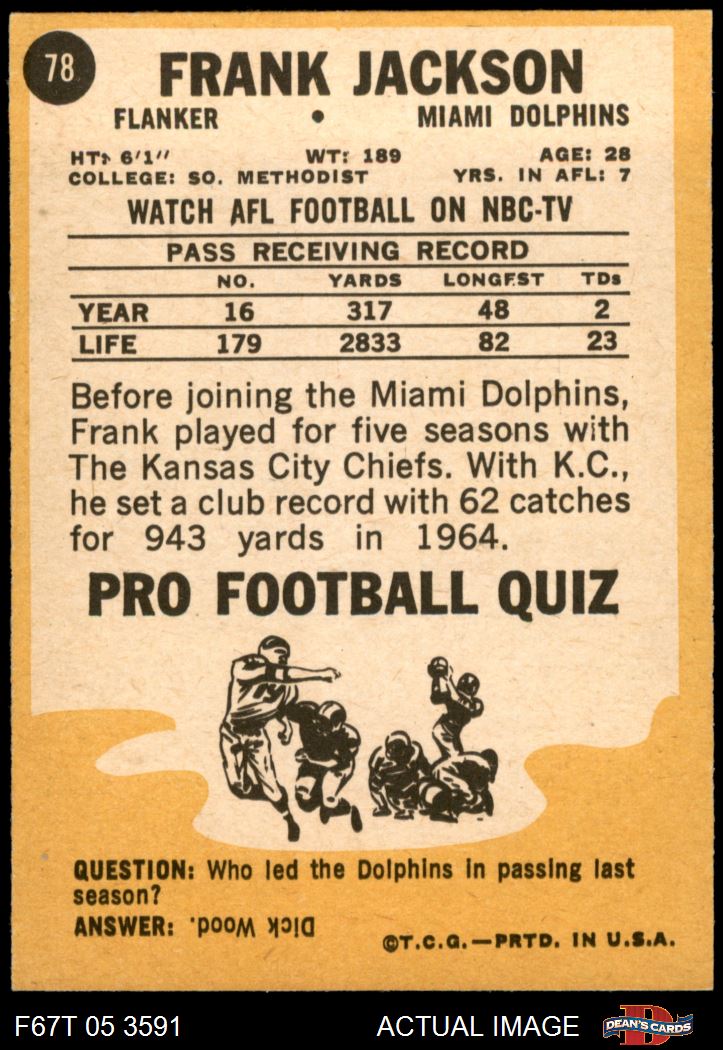 78
FRANK JACKSON
FLANKER • MIAMI DOLPHINS
HT: 6'1" WT: 189 AGE: 28
COLLEGE: SO. METHODIST YRS. IN AFL: 7
WATCH AFL FOOTBALL ON NBC-TV
PASS RECEIVING RECORD
NO. YARDS LONGEST TDs
YEAR 16 317 48 2
LIFE 179 2833 82 23
Before joining the Miami Dolphins,
Frank played for five seasons with
The Kansas City Chiefs. With K.C.,
he set a club record with 62 catches
for 943 yards in 1964.
PRO FOOTBALL QUIZ
QUESTION: Who led the Dolphins in passing last
season?
ANSWER: Dick Wood.
©T.C.G.—PRTD. IN U.S.A.
F67T 05 3591 ACTUAL IMAGE DEAN'S CARDS